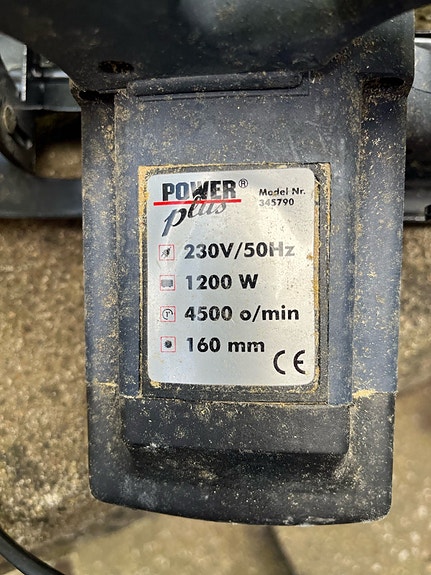 POWER® 
plus
Model Nr.
345790
230V/50Hz
1200 W
4500 o/min
160 mm
CE